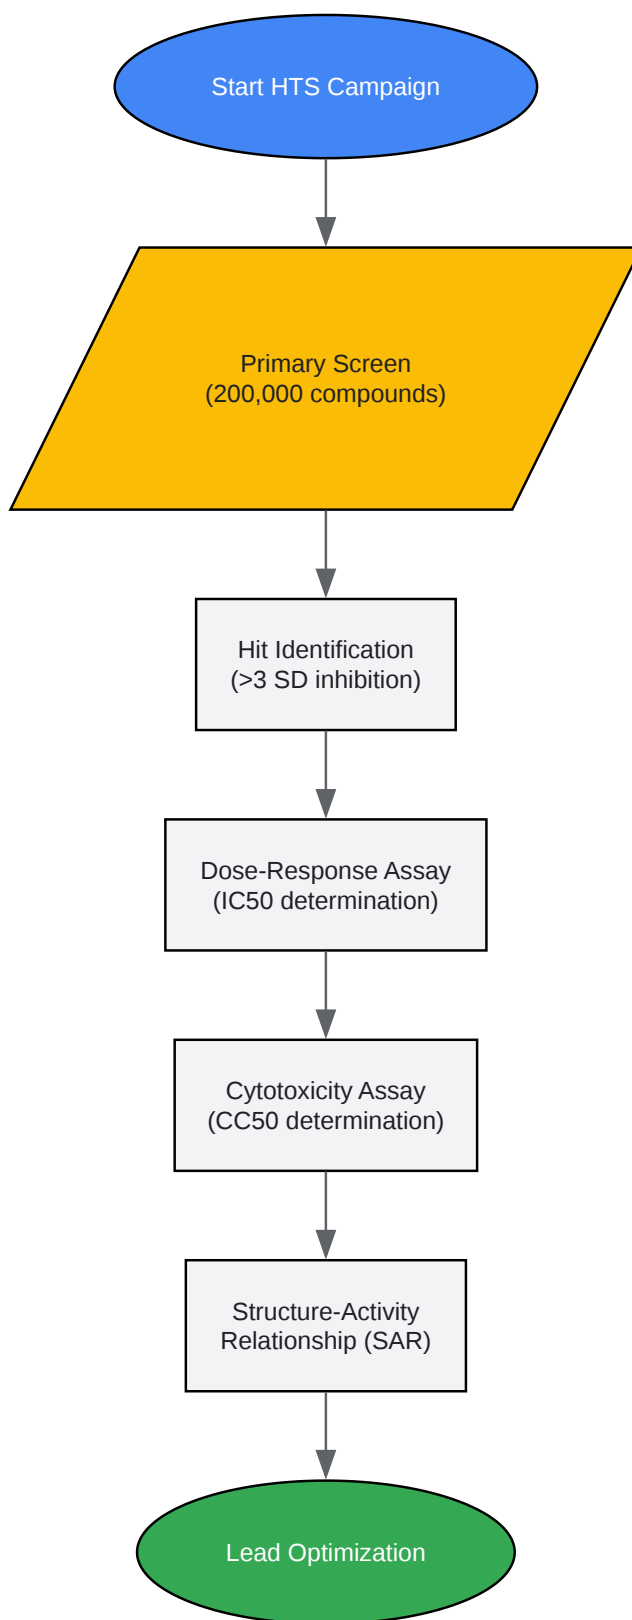 Start HTS Campaign
Primary Screen
(200,000 compounds)
Hit Identification
(>3 SD inhibition)
Dose-Response Assay
(IC50 determination)
Cytotoxicity Assay
(CC50 determination)
Structure-Activity
Relationship (SAR)
Lead Optimization